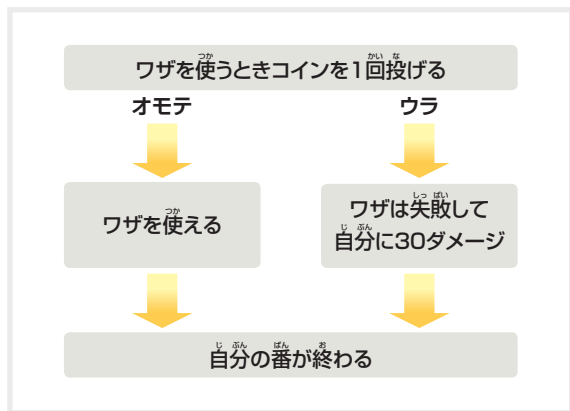 ワザを使うときコインを1回投げる
オモテ
ウラ
ワザを使える
ワザは失敗して
自分に30ダメージ
自分の番が終わる